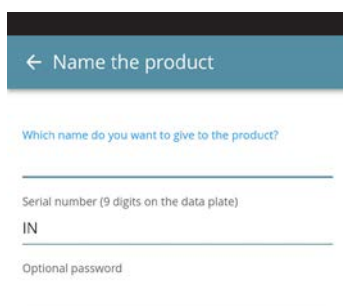 ← Name the product
Which name do you want to give to the product?
Serial number (9 digits on the data plate)
IN
Optional password